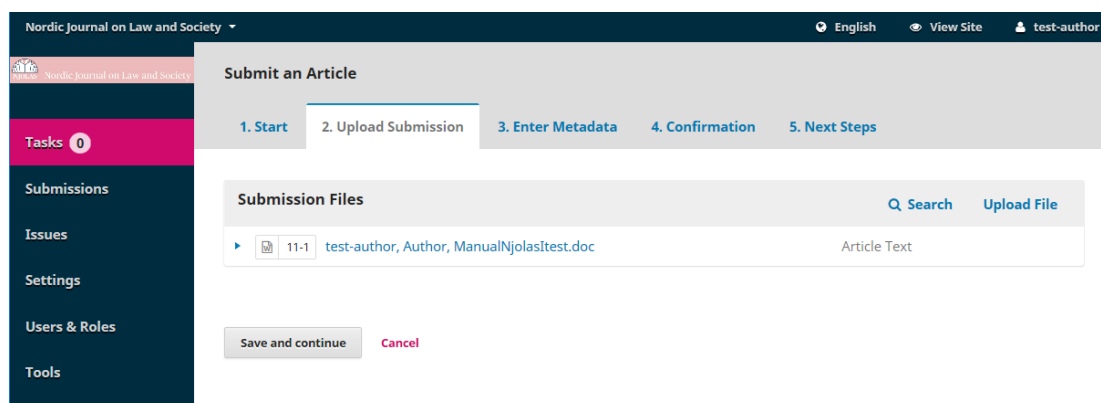 Nordic Journal on Law and Society
English
View Site
test-author
NJOLAS Nordic Journal on Law and Society
Submit an Article
1. Start
2. Upload Submission
3. Enter Metadata
4. Confirmation
5. Next Steps
Tasks 0
Submissions
Issues
Settings
Users & Roles
Tools
Submission Files
Search
Upload File
11-1 test-author, Author, ManualNjolasItest.doc
Article Text
Save and continue
Cancel